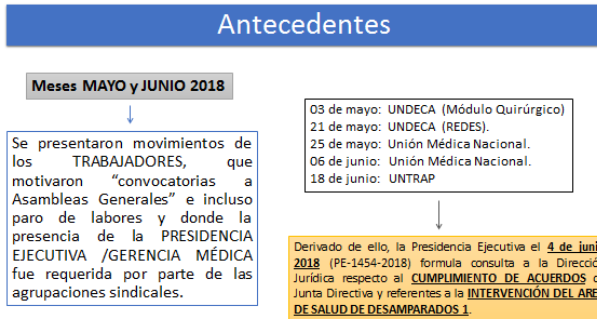 Antecedentes
Meses MAYO y JUNIO 2018
Se presentaron movimientos de
los TRABAJADORES, que
motivaron "convocatorias a
Asambleas Generales" e incluso
paro de labores y donde la
presencia de la PRESIDENCIA
EJECUTIVA /GERENCIA MÉDICA
fue requerida por parte de las
agrupaciones sindicales.
03 de mayo: UNDECA (Módulo Quirúrgico)
21 de mayo: UNDECA (REDES).
25 de mayo: Unión Médica Nacional.
06 de junio: Unión Médica Nacional.
18 de junio: UNTRAP
Derivado de ello, la Presidencia Ejecutiva el 4 de juni
2018 (PE-1454-2018) formula consulta a la Direcció
Jurídica respecto al CUMPLIMIENTO DE ACUERDOS d
Junta Directiva y referentes a la INTERVENCIÓN DEL ARE
DE SALUD DE DESAMPARADOS 1.